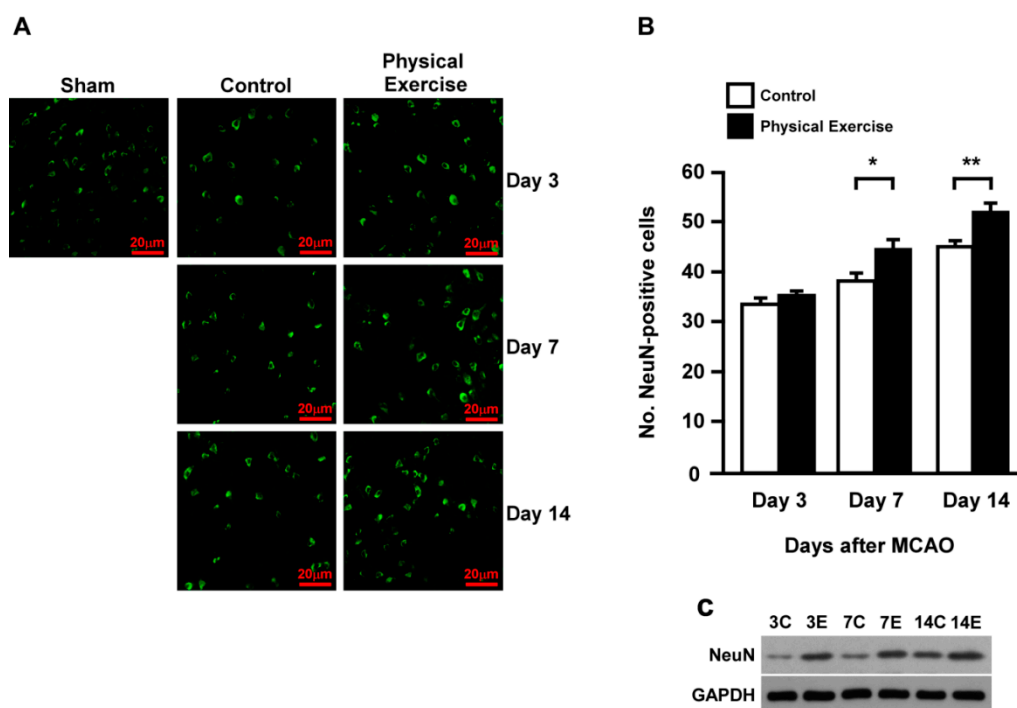 A
Sham
Control
Physical
Exercise
20µm
20µm
20µm
Day 3
20µm
20µm
Day 7
20µm
20µm
Day 14
B
Control
Physical Exercise
*
**
No. NeuN-positive cells
60
50
40
30
20
10
0
Day 3 Day 7 Day 14
Days after MCAO
C
3C 3E 7C 7E 14C 14E
NeuN
GAPDH